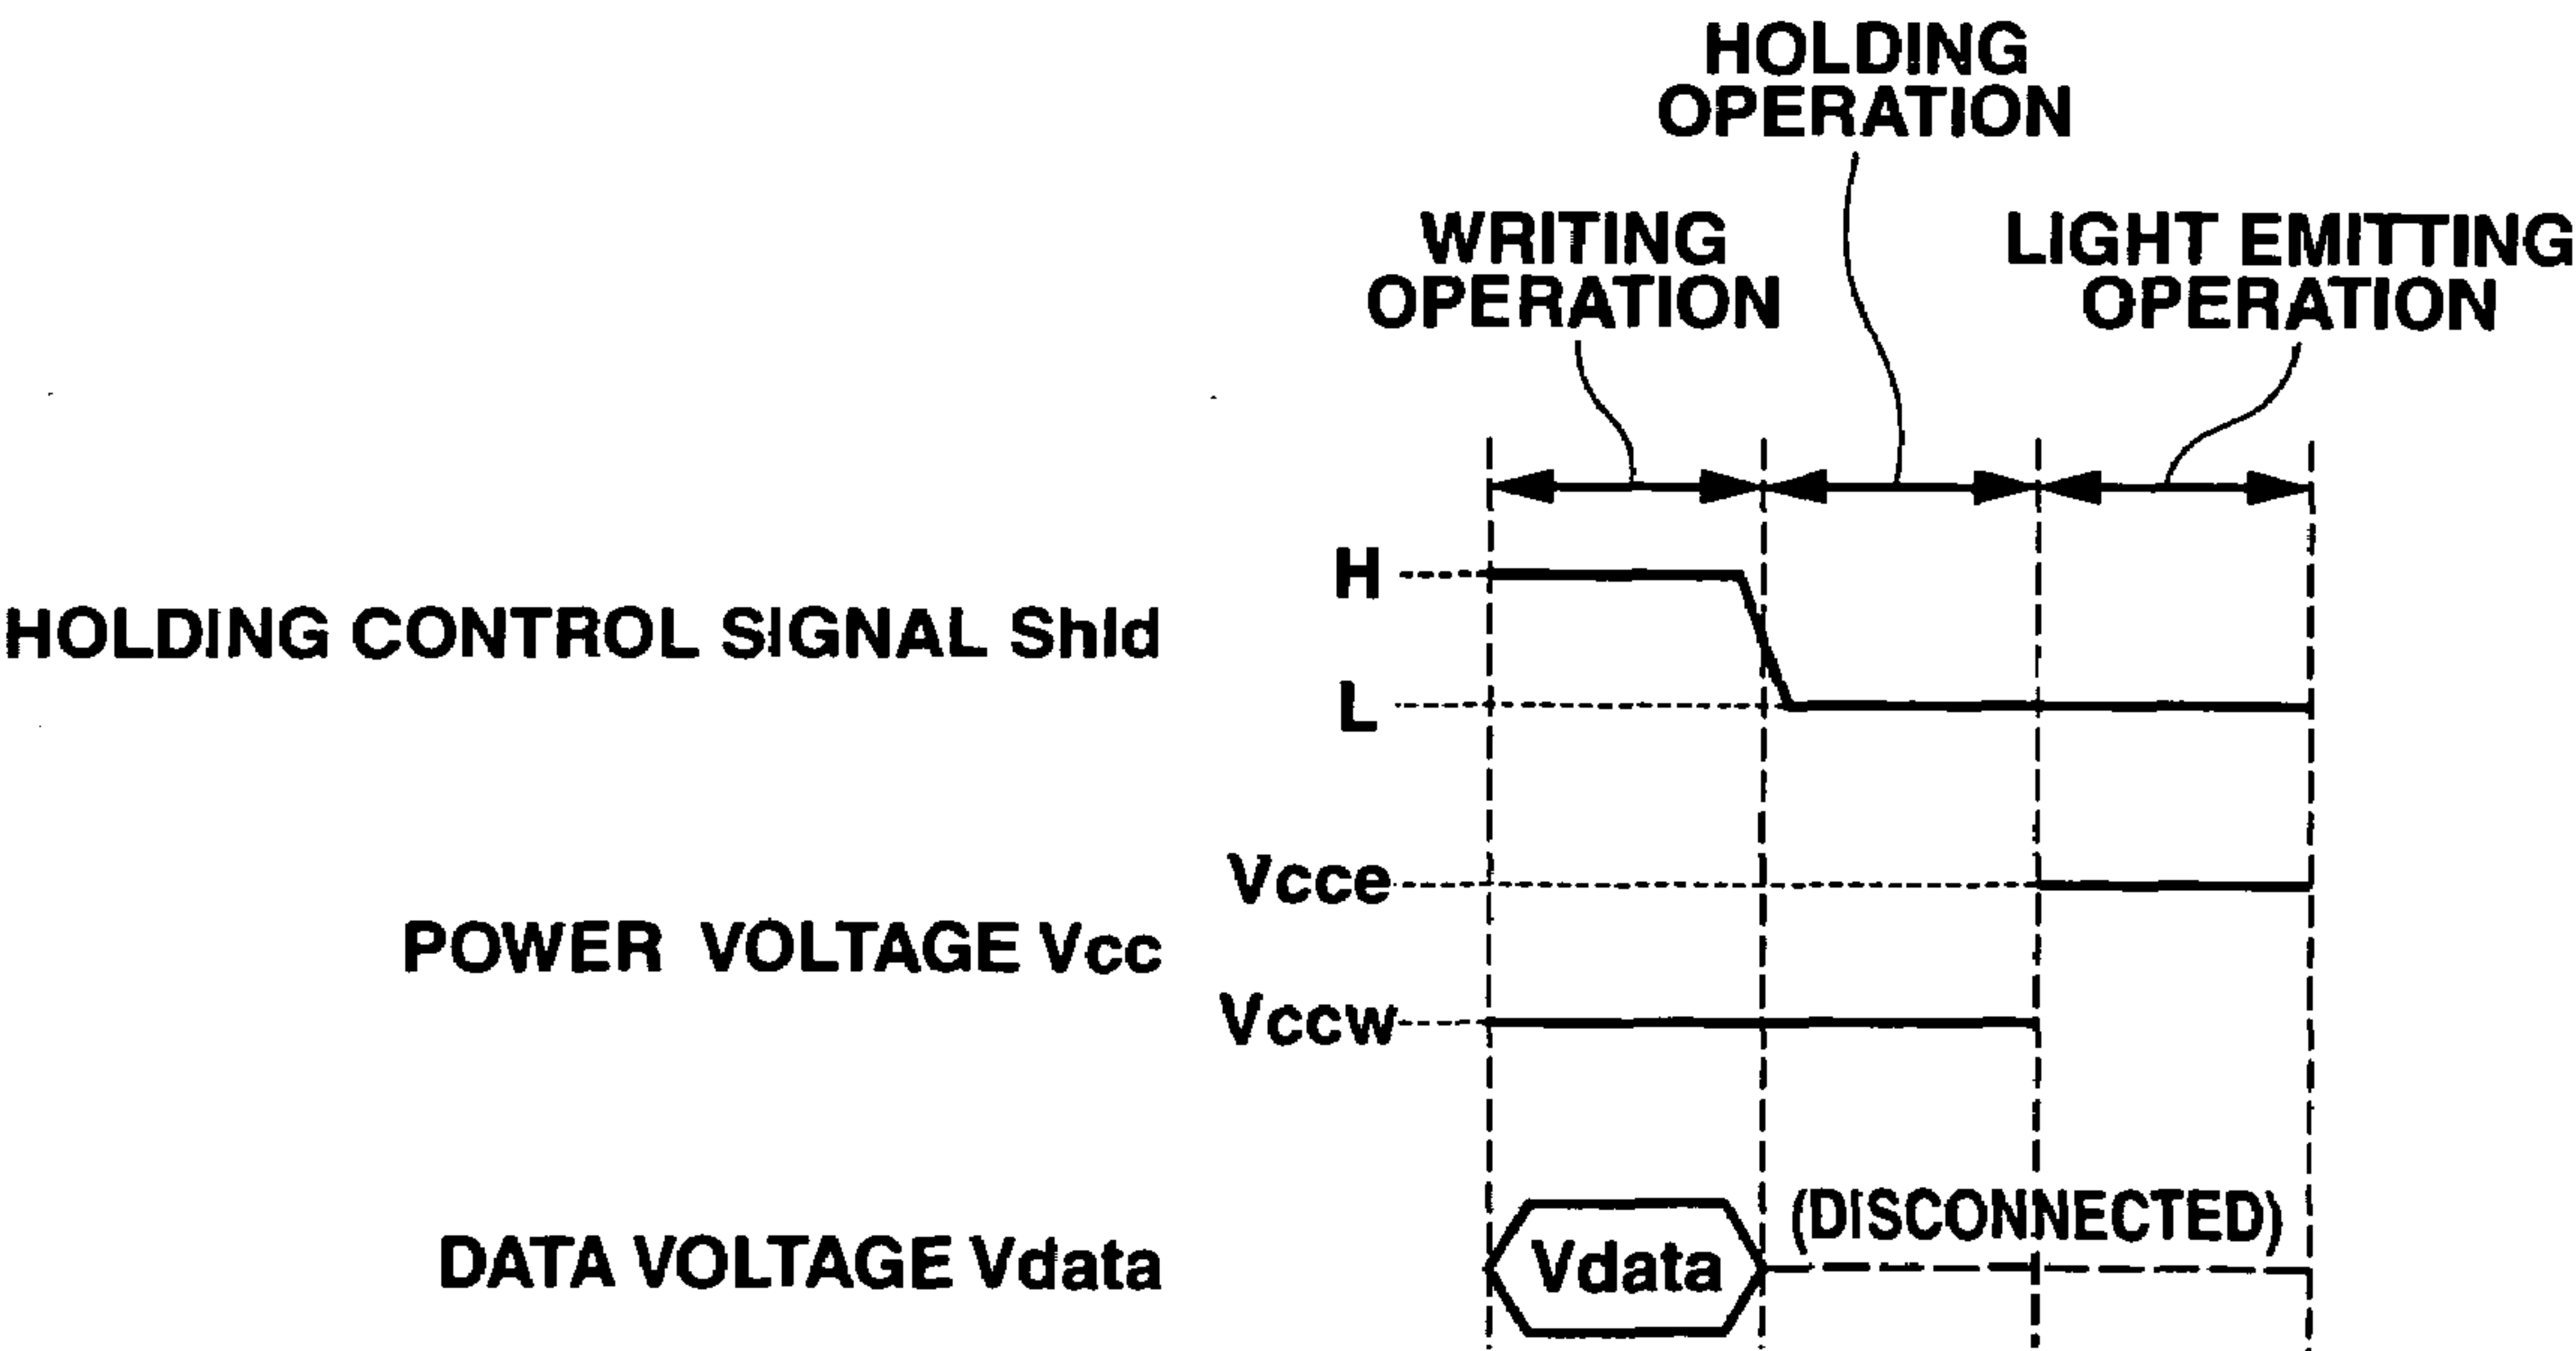 HOLDING
OPERATION
WRITING
OPERATION
LIGHT EMITTING
OPERATION
H
HOLDING CONTROL SIGNAL Shld
L
Vcce
POWER VOLTAGE Vcc
Vccw
(DISCONNECTED)
DATA VOLTAGE Vdata
Vdata